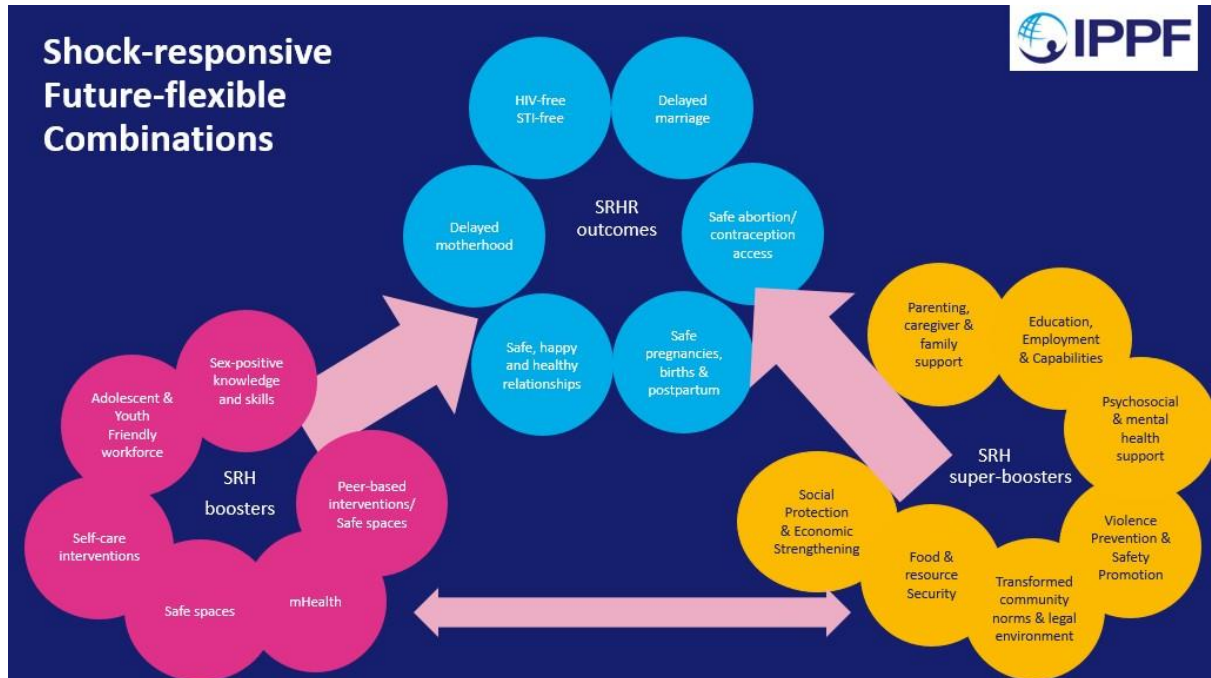 Shock-responsive
Future-flexible
Combinations
IPPF
HIV-free
STI-free
Delayed
marriage
Delayed
motherhood
SRHR
outcomes
Safe abortion/
contraception
access
Safe, happy
and healthy
relationships
Safe
pregnancies,
births &
postpartum
Sex-positive
knowledge
and skills
Adolescent &
Youth
Friendly
workforce
SRH
boosters
Peer-based
interventions/
Safe spaces
Self-care
interventions
Safe spaces
mHealth
Parenting,
caregiver &
family
support
Education,
Employment
& Capabilities
Psychosocial
& mental
health
support
SRH
super-boosters
Social
Protection
& Economic
Strengthening
Food &
resource
Security
Transformed
community
norms & legal
environment
Violence
Prevention &
Safety
Promotion